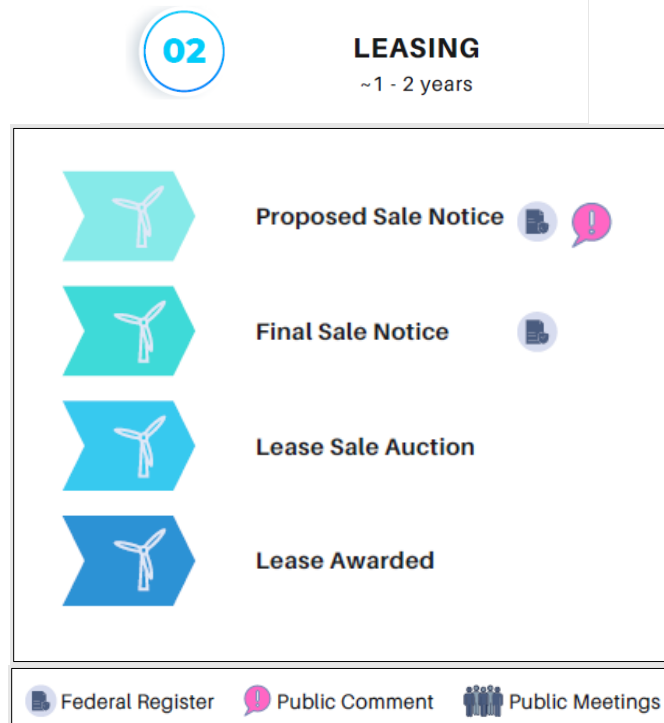 02
LEASING
~1 - 2 years
Proposed Sale Notice
Final Sale Notice
Lease Sale Auction
Lease Awarded
Federal Register Public Comment Public Meetings